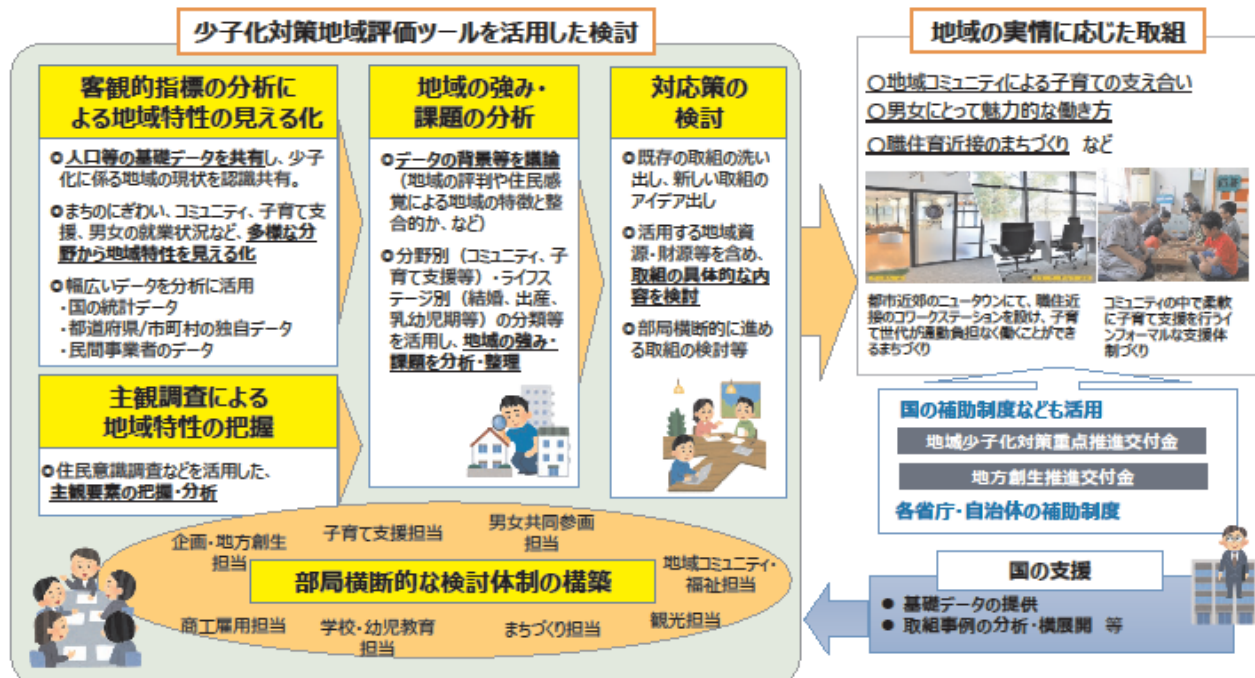 少子化対策地域評価ツールを活用した検討
客観的指標の分析に
よる地域特性の見える化
人口等の基礎データを共有し、少子
化に係る地域の現状を認識共有。
まちのにぎわい、コミュニティ、子育て支
援、男女の就業状況など、多様な分
野から地域特性を見える化
幅広いデータを分析に活用
・国の統計データ
・都道府県/市町村の独自データ
・民間事業者のデータ
主観調査による
地域特性の把握
住民意識調査などを活用した、
主観要素の把握・分析
地域の強み・
課題の分析
データの背景等を議論
（地域の評判や住民感
覚による地域の特徴と整
合的か、など）
分野別（コミュニティ、子
育て支援等）・ライフス
テージ別（結婚、出産、
乳幼児期等）の分類等
を活用し、地域の強み・
課題を分析・整理
対応策の
検討
既存の取組の洗い
出し、新しい取組の
アイデア出し
活用する地域資
源・財源等を含め、
取組の具体的な内
容を検討
部局横断的に進め
る取組の検討等
企画・地方創生
担当
子育て支援担当
男女共同参画
担当
地域コミュニティ・
福祉担当
部局横断的な検討体制の構築
商工雇用担当
学校・幼児教育
担当
まちづくり担当
観光担当
地域の実情に応じた取組
〇地域コミュニティによる子育ての支え合い
〇男女にとって魅力的な働き方
〇職住育近接のまちづくり など
都市近郊のニュータウンにて、職住近
接のコワークステーションを設け、子育
て世代が通勤負担なく働くことができ
るまちづくり
コミュニティの中で柔軟
に子育て支援を行うイ
ンフォーマルな支援体
制づくり
国の補助制度なども活用
地域少子化対策重点推進交付金
地方創生推進交付金
各省庁・自治体の補助制度
国の支援
● 基礎データの提供
● 取組事例の分析・横展開 等